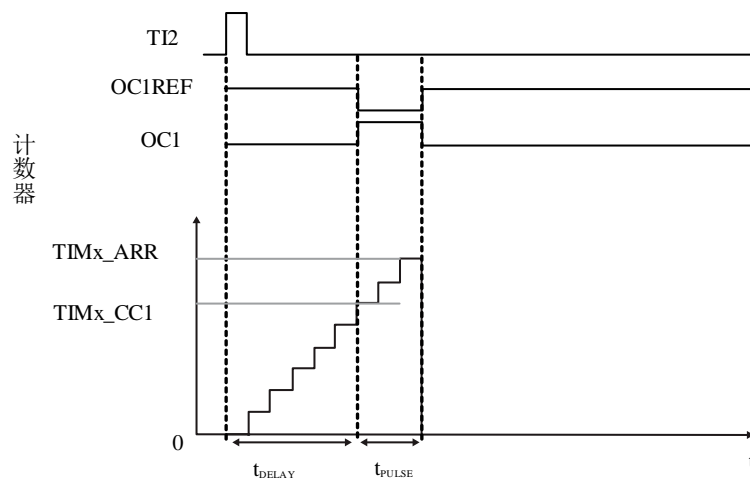 TI2
OC1REF
OC1
计数器
TIMx_ARR
TIMx_CC1
0
tDELAY
tPULSE
t